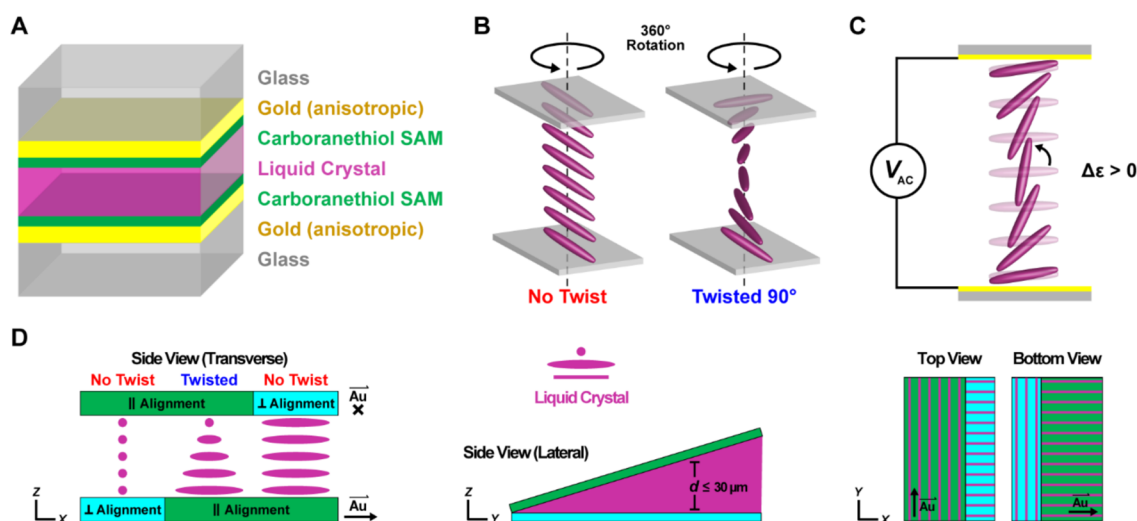 A
Glass
Gold (anisotropic)
Carboranethiol SAM
Liquid Crystal
Carboranethiol SAM
Gold (anisotropic)
Glass
B
360°
Rotation
No Twist
Twisted 90°
C
VAC
Δε > 0
D
Side View (Transverse)
No Twist Twisted No Twist
|| Alignment ⊥ Alignment Au
⊥ Alignment || Alignment Au
Z
X
Liquid Crystal
Side View (Lateral)
d ≤ 30 μm
Z
Y
Top View Bottom View
Au Au
Y
X